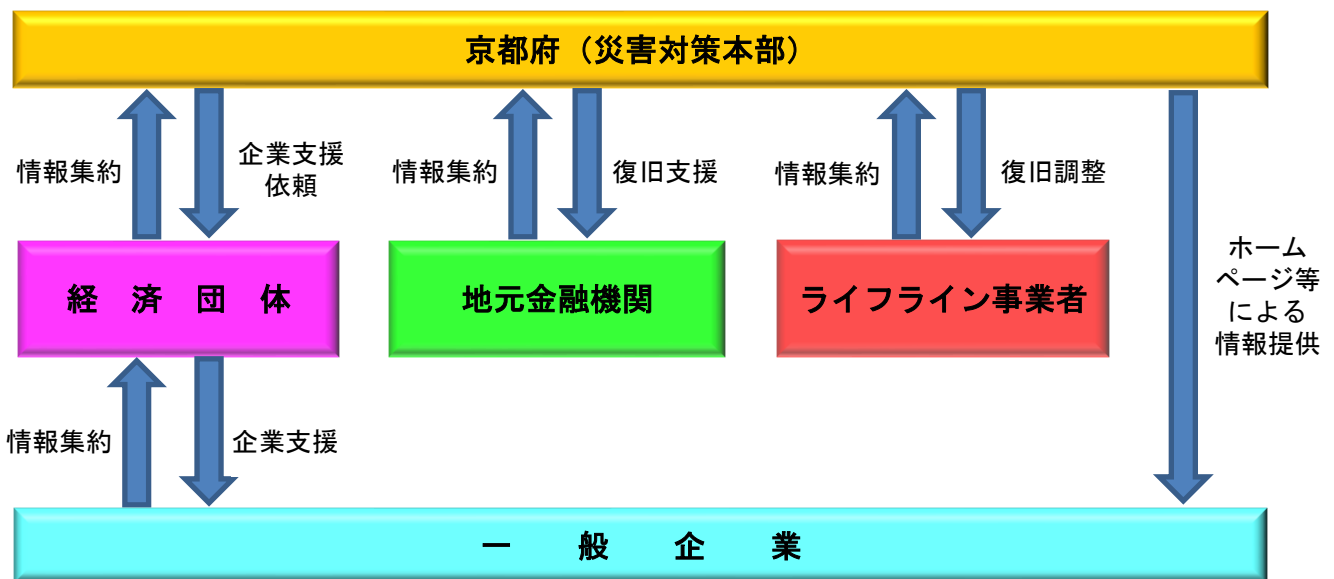 京都府（災害対策本部）
情報集約
企業支援
依頼
情報集約
復旧支援
情報集約
復旧調整
ホーム
ページ等
による
情報提供
経済団体
地元金融機関
ライフライン事業者
情報集約
企業支援
一般企業